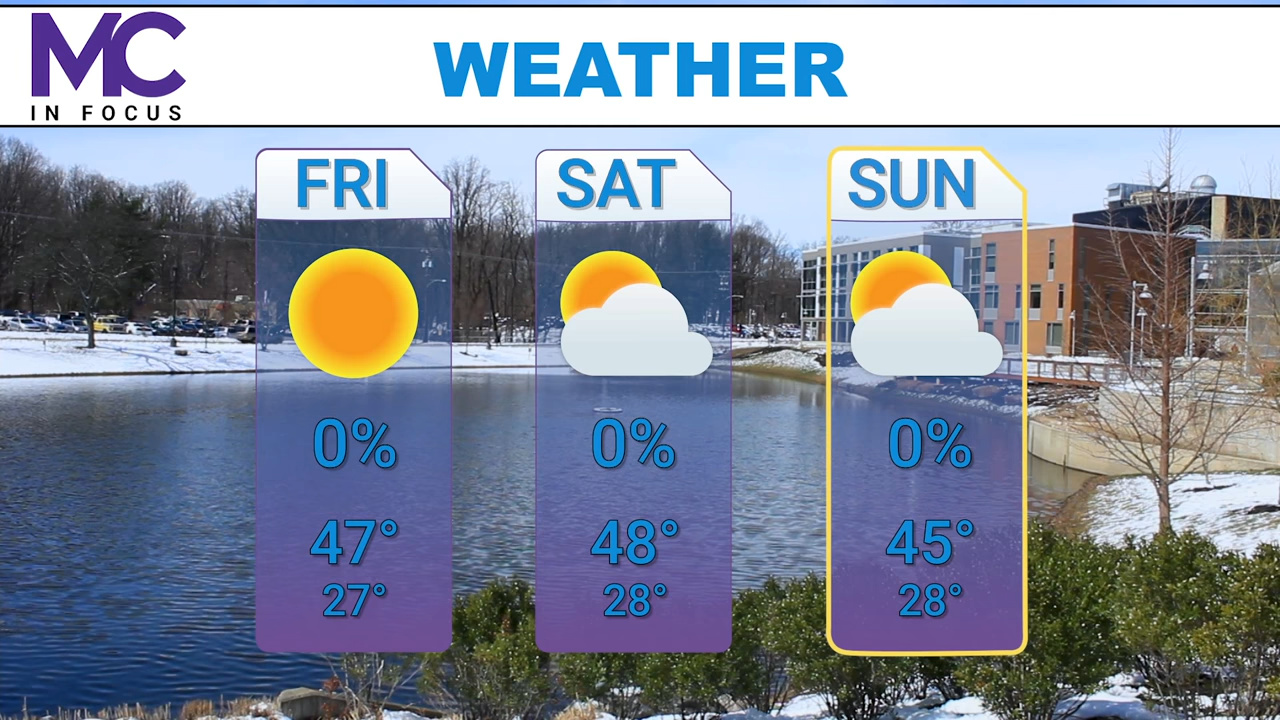 MC
IN FOCUS
WEATHER
FRI
0%
47°
27°
SAT
0%
48°
28°
SUN
0%
45°
28°